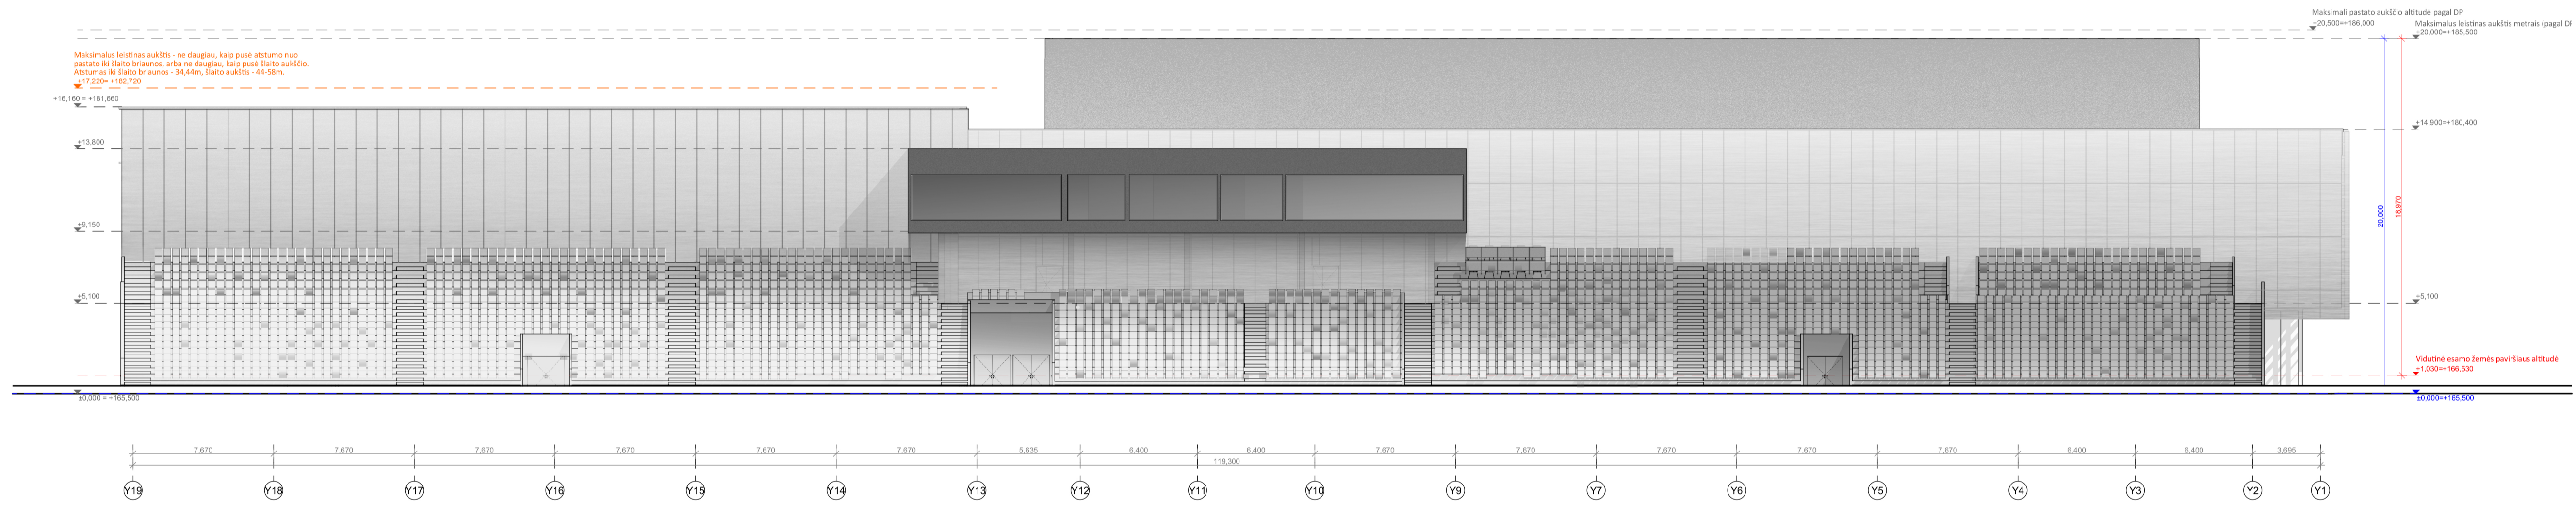 Maksimali pastato aukščio altitudė pagal DP
+20,500=+186,000
Maksimalus leistinas aukštis metrais (pagal DP
+20,000=+185,500
Maksimalus leistinas aukštis - ne daugiau, kaip pusė atstumo nuo
pastato iki šlaito briaunos, arba ne daugiau, kaip pusė šlaito aukščio.
Atstumas iki šlaito briaunos - 34,44m, šlaito aukštis - 44-58m.
+17,220= +182,720
+16,160 = +181,660
+14,900=+180,400
+13,800
+9,150
20,000
18,970
+5,100
+5,100
Vidutinė esamo žemės paviršiaus altitudė
+1,030=+166,530
±0,000 = +165,500
±0,000=+165,500
7,670 7,670 7,670 7,670 7,670 7,670 5,635 6,400 6,400 7,670 7,670 7,670 7,670 7,670 6,400 6,400 3,695
119,300
Y19 Y18 Y17 Y16 Y15 Y14 Y13 Y12 Y11 Y10 Y9 Y7 Y6 Y5 Y4 Y3 Y2 Y1